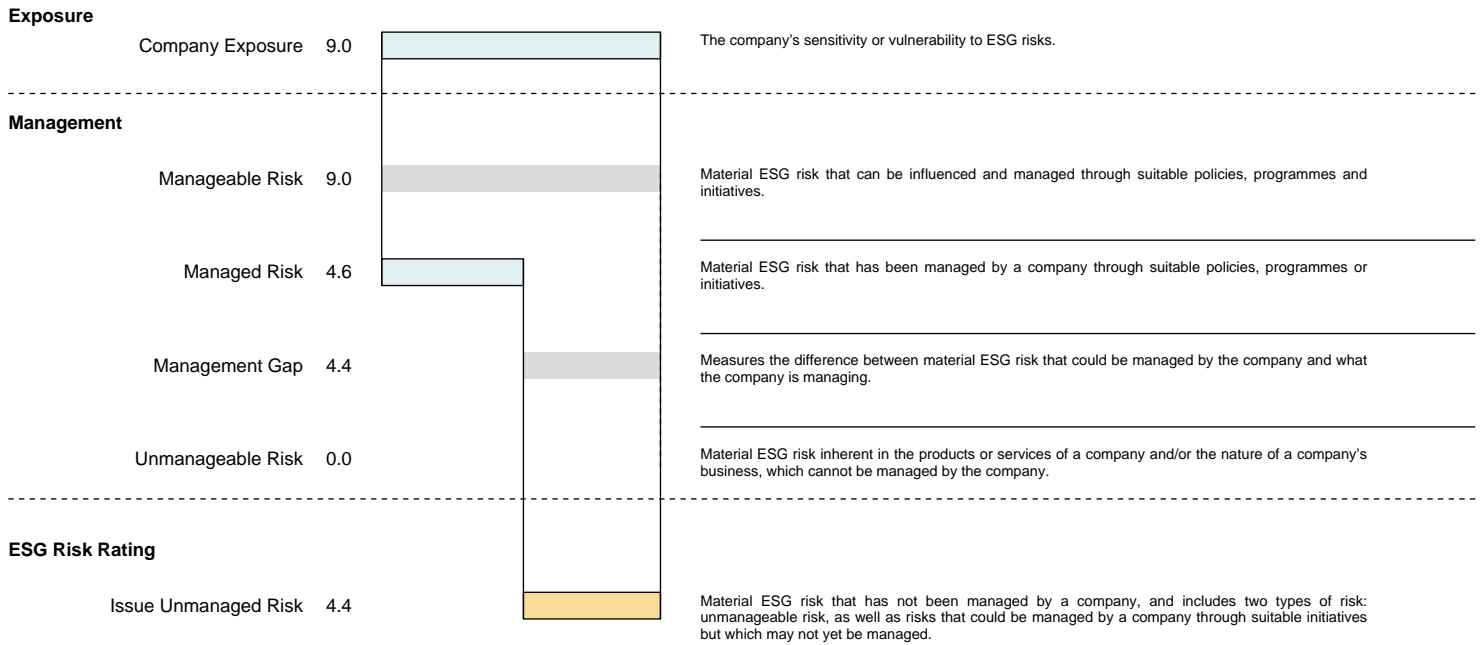 Exposure
Company Exposure 9.0
The company's sensitivity or vulnerability to ESG risks.
Management
Manageable Risk 9.0
Material ESG risk that can be influenced and managed through suitable policies, programmes and
initiatives.
Managed Risk 4.6
Material ESG risk that has been managed by a company through suitable policies, programmes or
initiatives.
Management Gap 4.4
Measures the difference between material ESG risk that could be managed by the company and what
the company is managing.
Unmanageable Risk 0.0
Material ESG risk inherent in the products or services of a company and/or the nature of a company's
business, which cannot be managed by the company.
ESG Risk Rating
Issue Unmanaged Risk 4.4
Material ESG risk that has not been managed by a company, and includes two types of risk:
unmanageable risk, as well as risks that could be managed by a company through suitable initiatives
but which may not yet be managed.